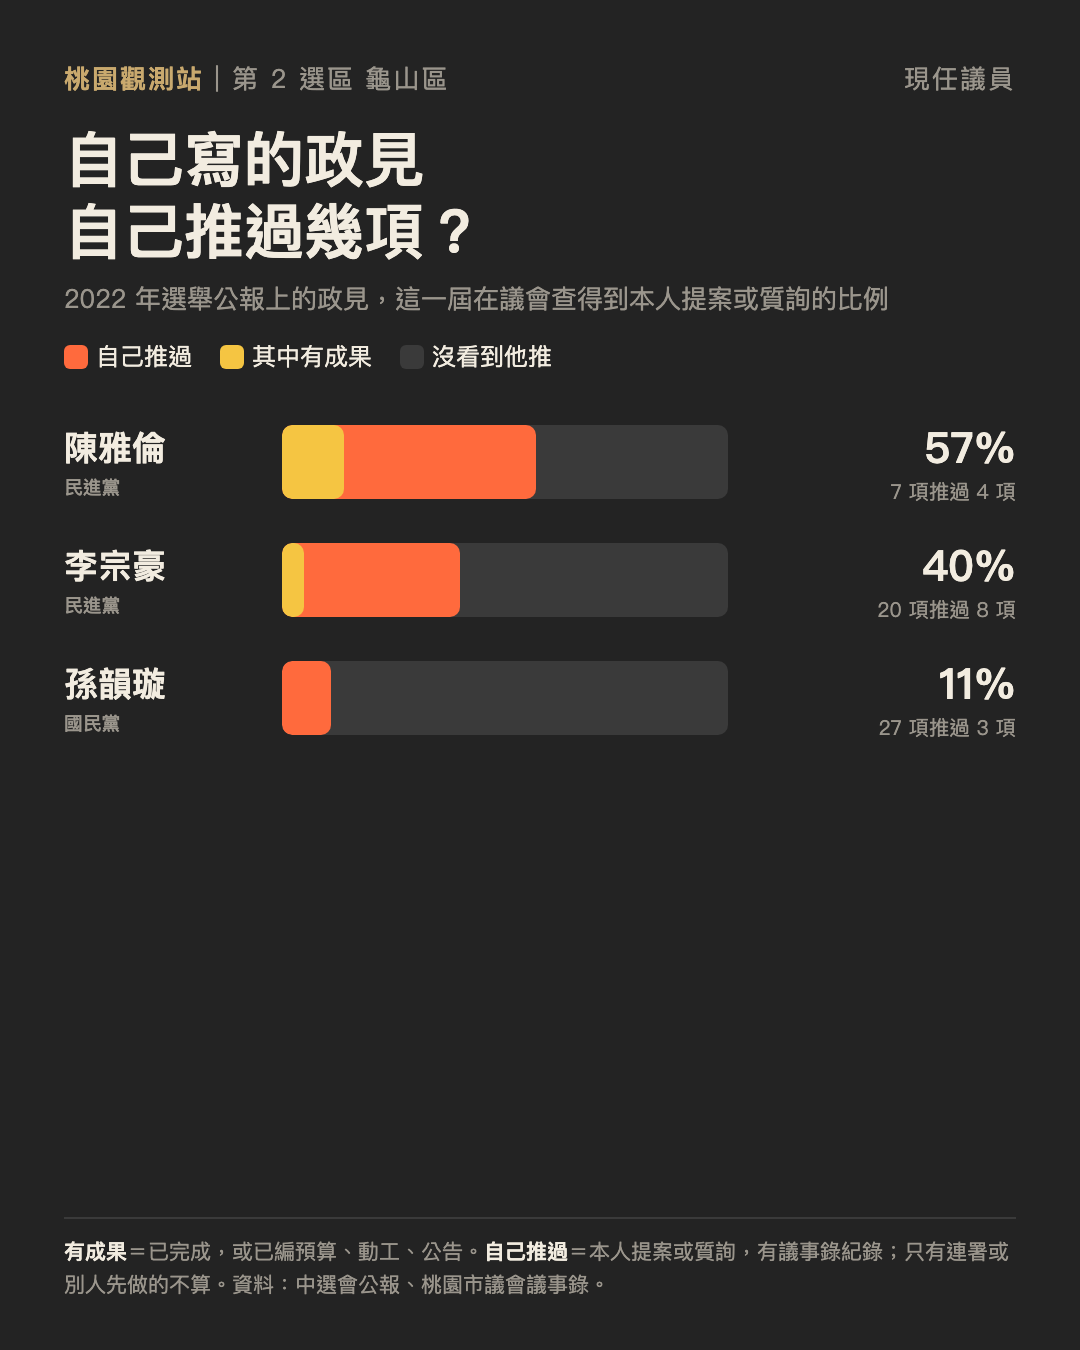 桃園觀測站｜第 2 選區 龜山區
現任議員
自己寫的政見
自己推過幾項？
2022 年選舉公報上的政見，這一屆在議會查得到本人提案或質詢的比例
自己推過 其中有成果 沒看到他推
陳雅倫
民進黨
57%
7 項推過 4 項
李宗豪
民進黨
40%
20 項推過 8 項
孫韻璇
國民黨
11%
27 項推過 3 項
有成果＝已完成，或已編預算、動工、公告。自己推過＝本人提案或質詢，有議事錄紀錄；只有連署或
別人先做的不算。資料：中選會公報、桃園市議會議事錄。